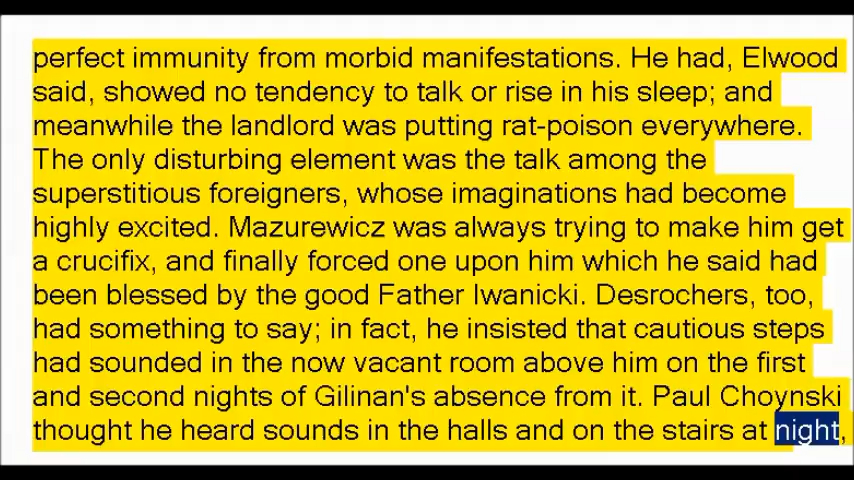 perfect immunity from morbid manifestations. He had, Elwood
said, showed no tendency to talk or rise in his sleep; and
meanwhile the landlord was putting rat-poison everywhere.
The only disturbing element was the talk among the
superstitious foreigners, whose imaginations had become
highly excited. Mazurewicz was always trying to make him get
a crucifix, and finally forced one upon him which he said had
been blessed by the good Father Iwanicki. Desrochers, too,
had something to say; in fact, he insisted that cautious steps
had sounded in the now vacant room above him on the first
and second nights of Gilinan's absence from it. Paul Choynski
thought he heard sounds in the halls and on the stairs at night,